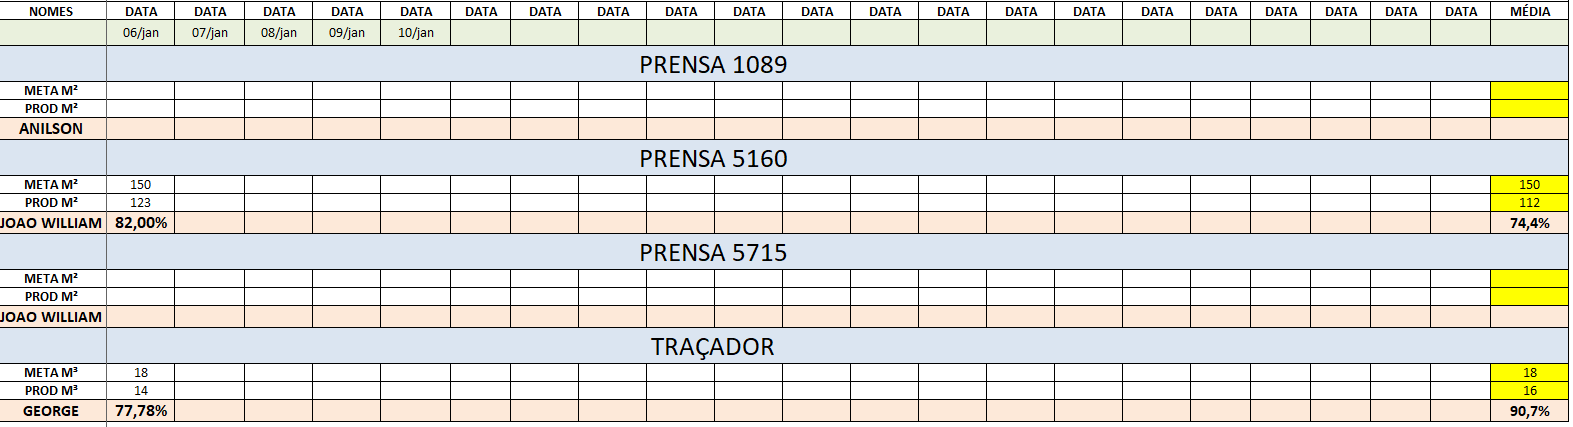 NOMES DATA DATA DATA DATA DATA DATA DATA DATA DATA DATA DATA DATA DATA DATA DATA DATA DATA DATA DATA DATA MÉDIA
06/jan 07/jan 08/jan 09/jan 10/jan
PRENSA 1089
META M²
PROD M²
ANILSON
PRENSA 5160
META M² 150 150
PROD M² 123 112
JOAO WILLIAM 82,00% 74,4%
PRENSA 5715
META M²
PROD M²
JOAO WILLIAM
TRAÇADOR
META M³ 18 18
PROD M³ 14 16
GEORGE 77,78% 90,7%